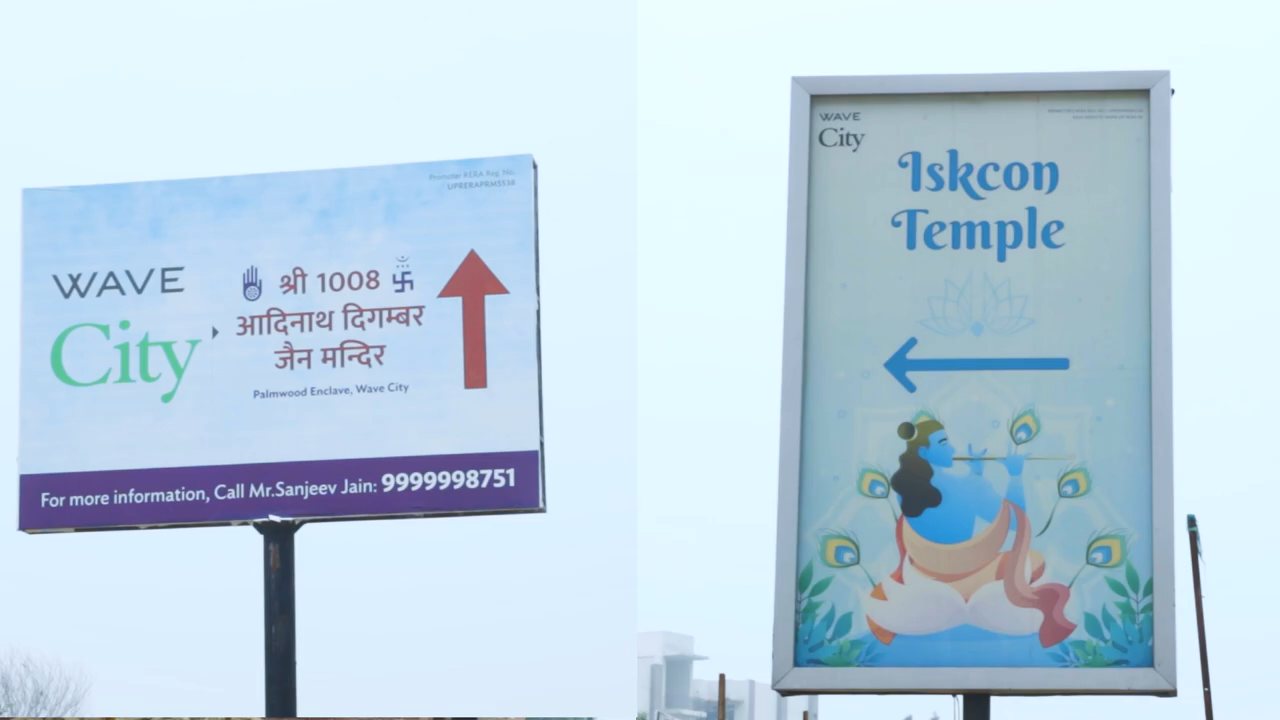 Promoter RERA Reg. No.
UPRERAPRM5538
WAVE
City
श्री 1008
आदिनाथ दिगम्बर
जैन मन्दिर
Palmwood Enclave, Wave City
For more information, Call Mr.Sanjeev Jain: 9999998751
WAVE
City
Iskcon
Temple